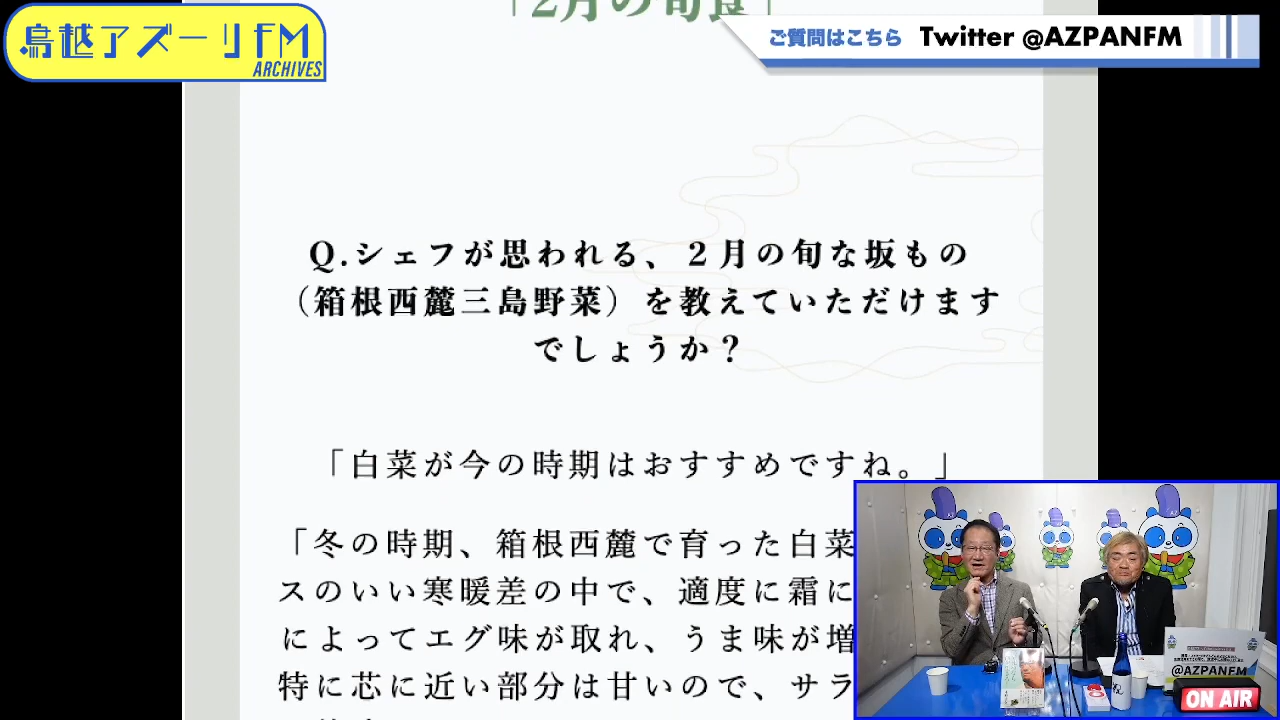 鳥越アズーリFM
ARCHIVES
ご質問はこちら Twitter @AZPANFM
「2月の旬食」
Q.シェフが思われる、２月の旬な坂もの
（箱根西麓三島野菜）を教えていただけます
でしょうか？
「白菜が今の時期はおすすめですね。」
「冬の時期、箱根西麓で育った白菜
スのいい寒暖差の中で、適度に霜に
によってエグ味が取れ、うま味が増
特に芯に近い部分は甘いので、サラ
@AZPANFM
ON AIR